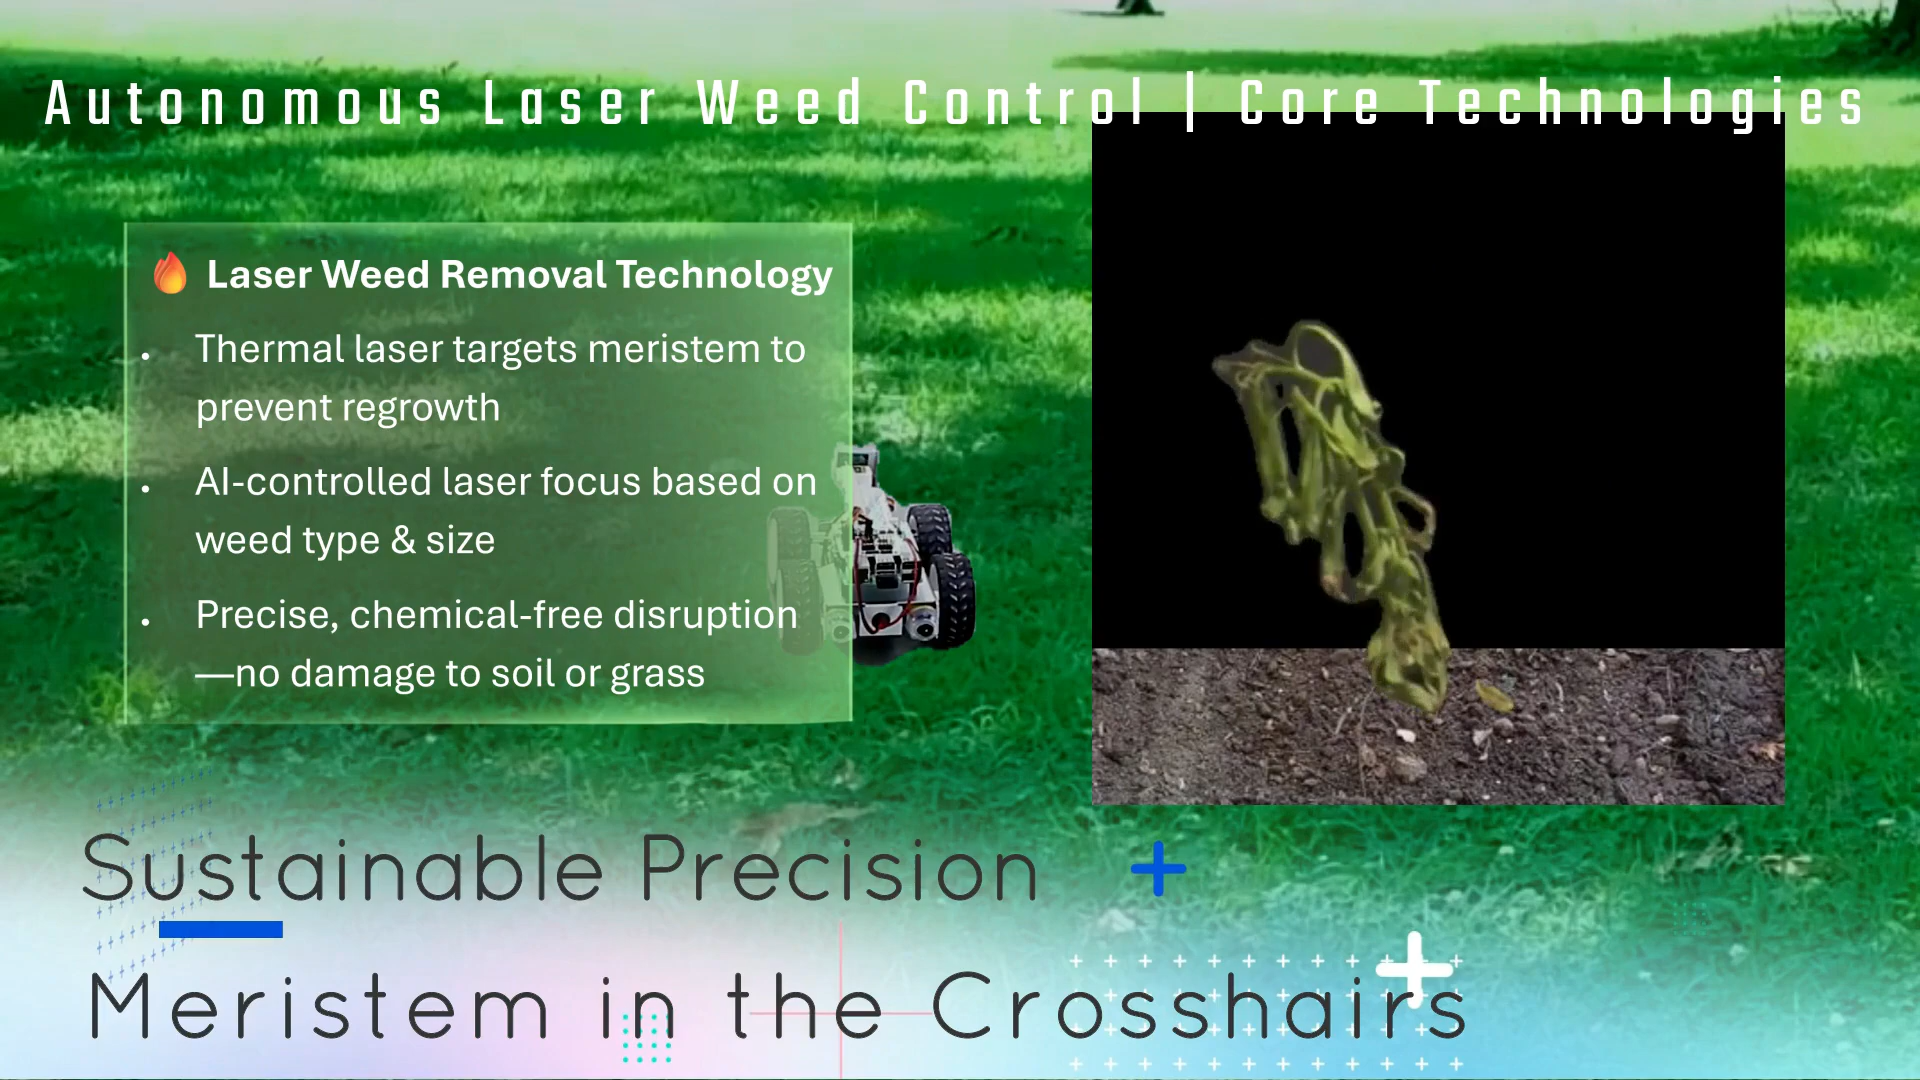 Autonomous Laser Weed Control | Core Technologies
🔥 Laser Weed Removal Technology
• Thermal laser targets meristem to
prevent regrowth
• AI-controlled laser focus based on
weed type & size
• Precise, chemical-free disruption
—no damage to soil or grass
Sustainable Precision
Meristem in the Crosshairs